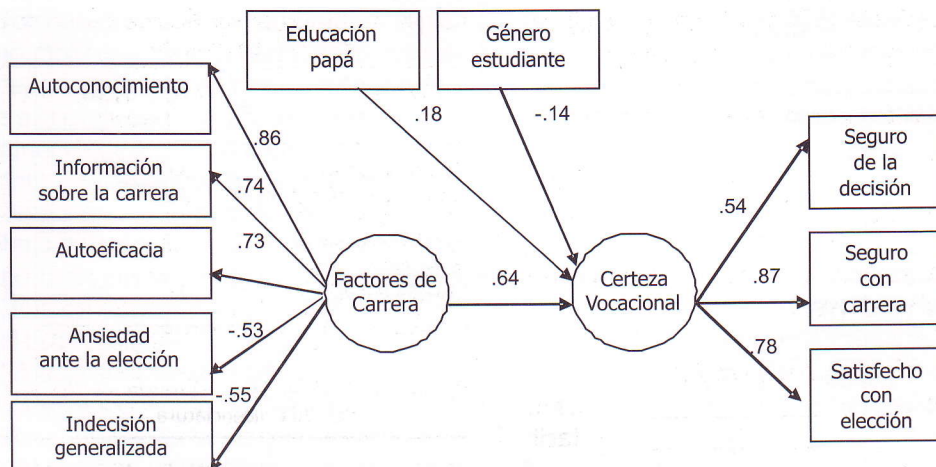 Educación
papá
Género
estudiante
Autoconocimiento
.18
-.14
.86
Seguro
de la
decisión
Información
sobre la carrera
.74
.54
.73
Autoeficacia
Factores de
Carrera
.64
Certeza
Vocacional
.87
Seguro
con
carrera
-.53
Ansiedad
ante la elección
.78
-.55
Satisfecho
con
elección
Indecisión
generalizada